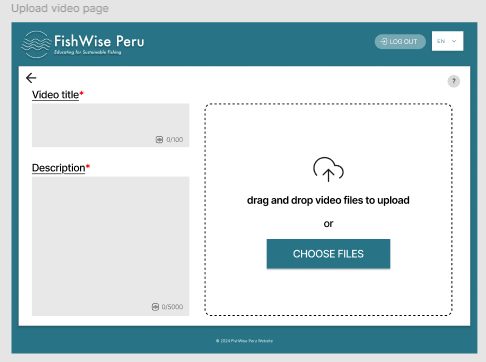 Upload video page
FishWise Peru
Educating for Sustainable Fishing
LOG OUT
EN
?
Video title*
0/100
Description*
0/5000
drag and drop video files to upload
or
CHOOSE FILES
© 2024 FishWise Peru Website